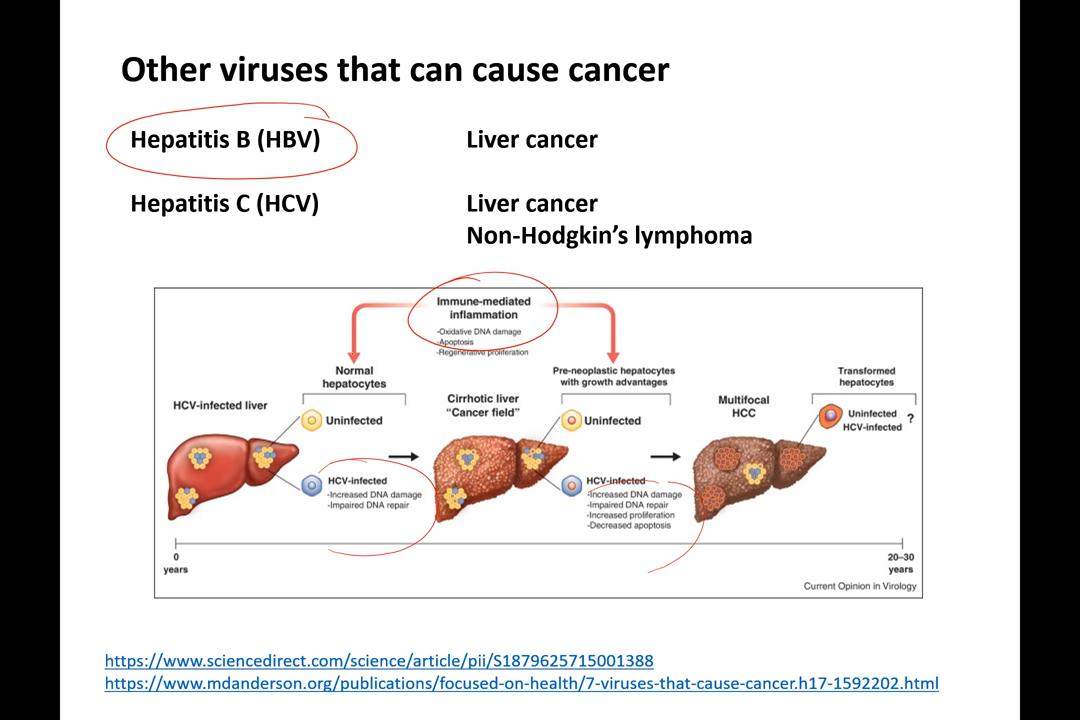 Other viruses that can cause cancer
Hepatitis B (HBV) Liver cancer
Hepatitis C (HCV) Liver cancer
Non-Hodgkin's lymphoma
Immune-mediated
inflammation
-Oxidative DNA damage
-Apoptosis
-Regenerative proliferation
Normal
hepatocytes
Pre-neoplastic hepatocytes
with growth advantages
Transformed
hepatocytes
HCV-infected liver
Cirrhotic liver
"Cancer field"
Multifocal
HCC
Uninfected
Uninfected
Uninfected
HCV-infected
?
HCV-infected
-Increased DNA damage
-Impaired DNA repair
HCV-infected
-Increased DNA damage
-Impaired DNA repair
-Increased proliferation
-Decreased apoptosis
0
years
20–30
years
Current Opinion in Virology
https://www.sciencedirect.com/science/article/pii/S1879625715001388
https://www.mdanderson.org/publications/focused-on-health/7-viruses-that-cause-cancer.h17-1592202.html